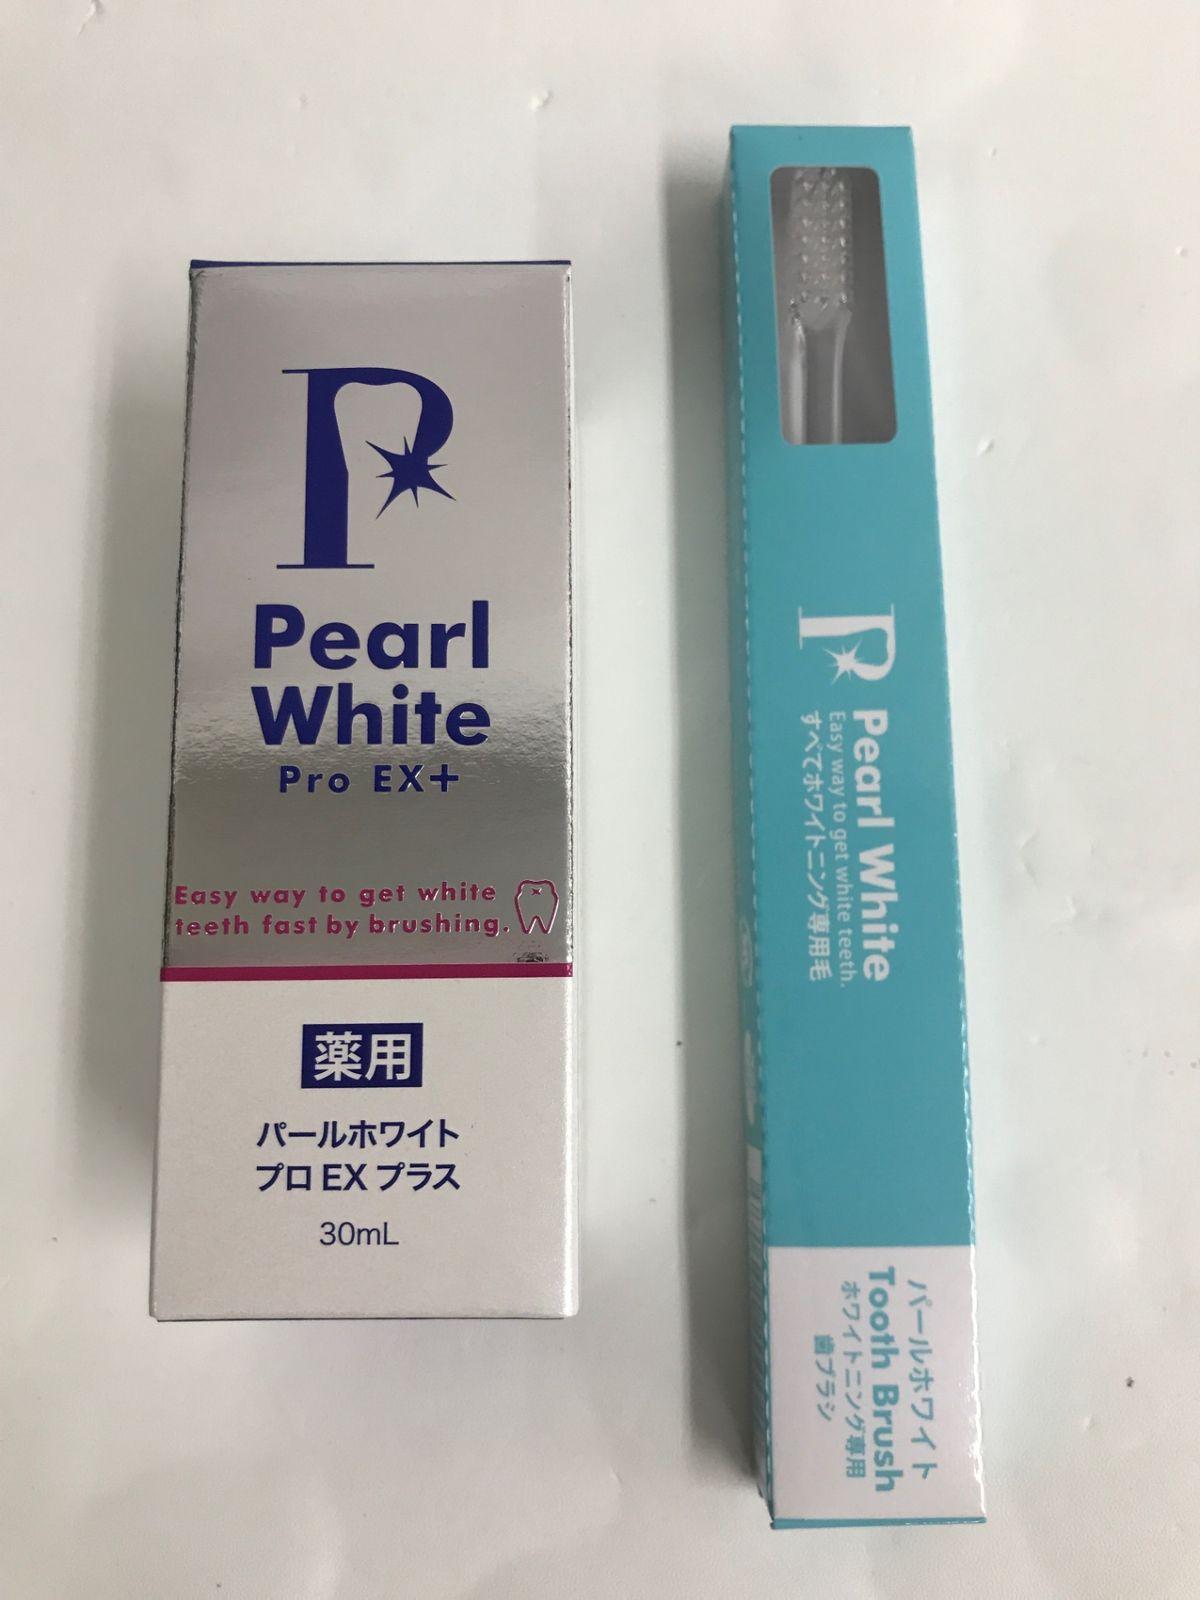 P
Pearl
White
Pro EX+
Easy way to get white
teeth fast by brushing.
薬用
パールホワイト
プロ EX プラス
30mL
P
Pearl White
Easy way to get white teeth.
すべてホワイトニング専用毛
パールホワイト
Tooth Brush
ホワイトニング専用
歯ブラシ